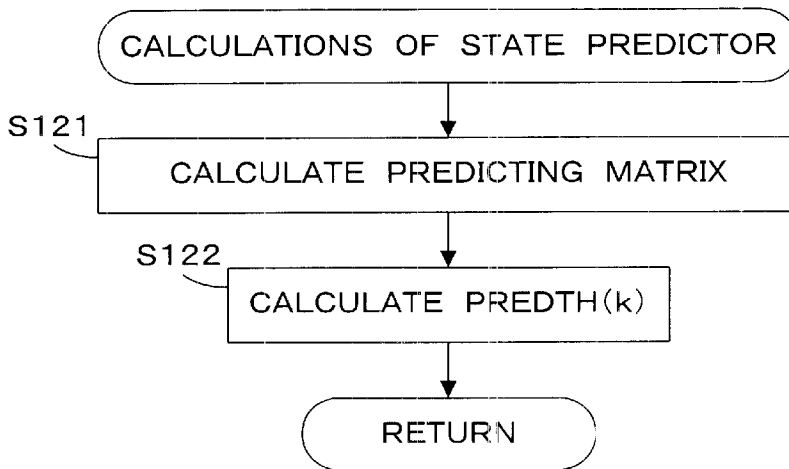 CALCULATIONS OF STATE PREDICTOR
S121
CALCULATE PREDICTING MATRIX
S122
CALCULATE PREDTH(k)
RETURN